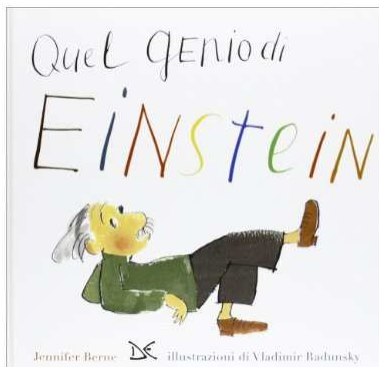 Quel genio di
EiNSteiN
Jennifer Berne DE illustrazioni di Vladimir Radunsky